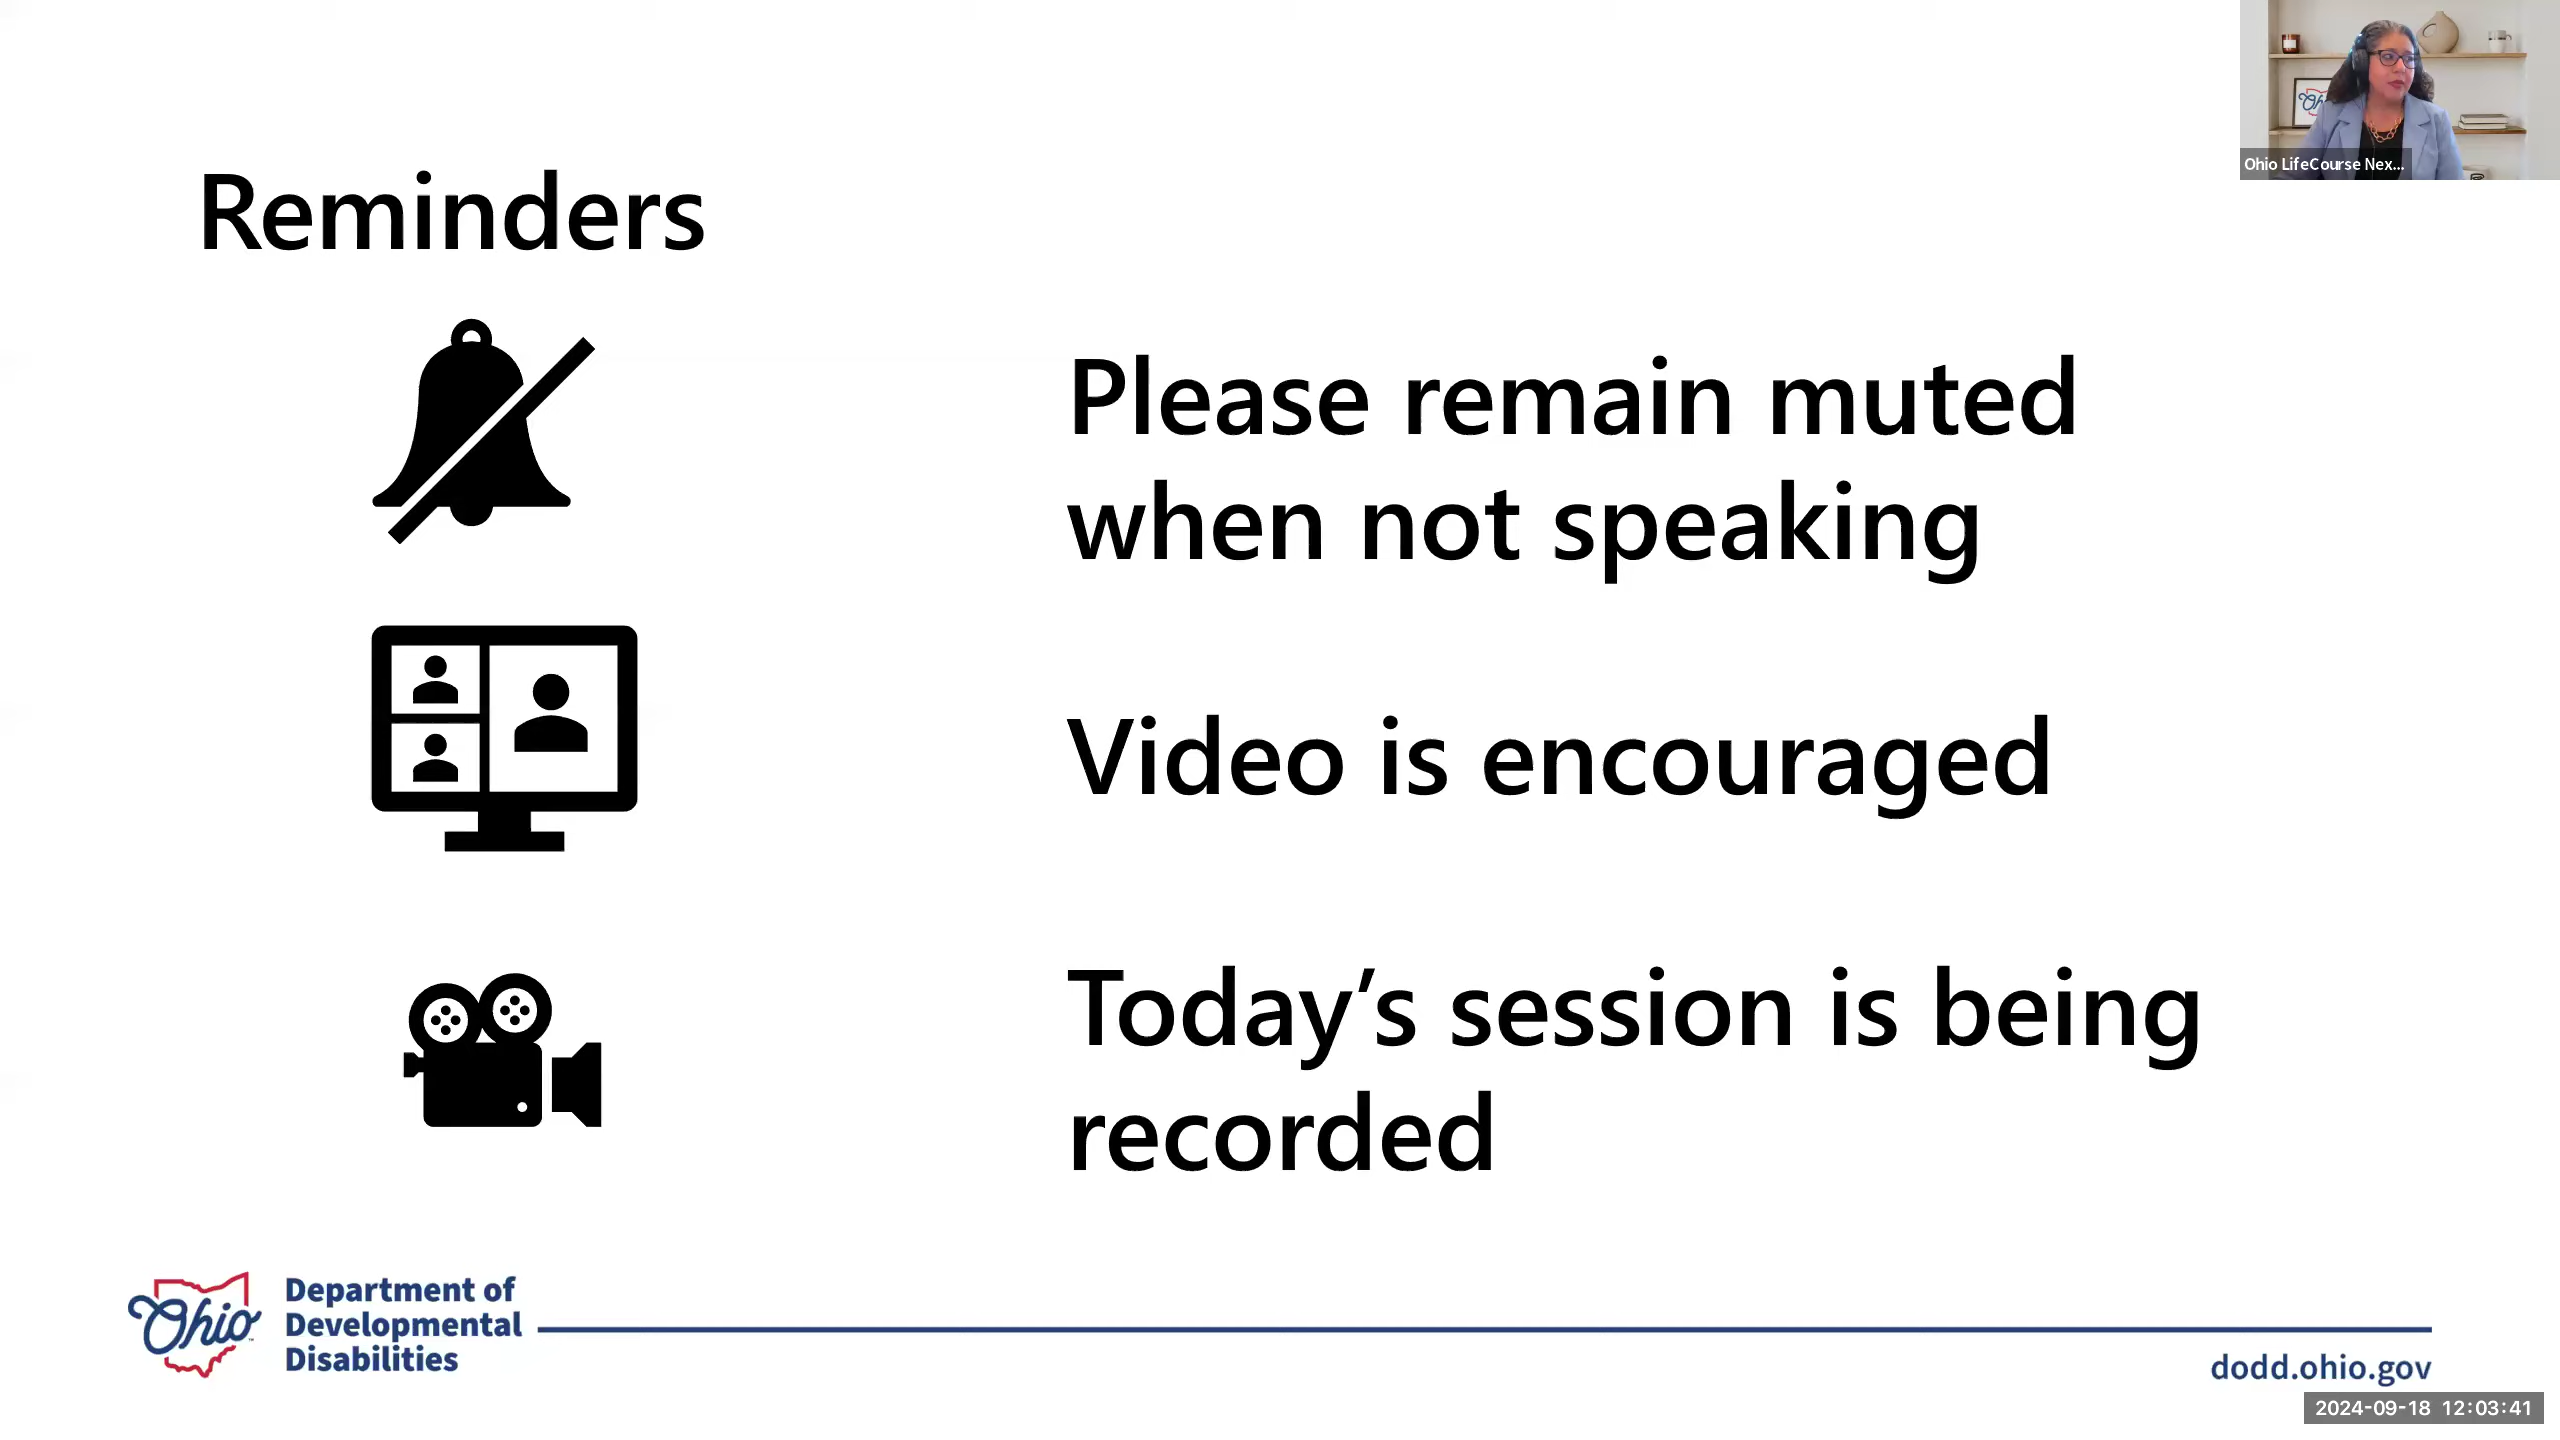 Ohio LifeCourse Nex...
Reminders
Please remain muted
when not speaking
Video is encouraged
Today’s session is being
recorded
Ohio
Department of
Developmental
Disabilities
dodd.ohio.gov
2024-09-18 12:03:41